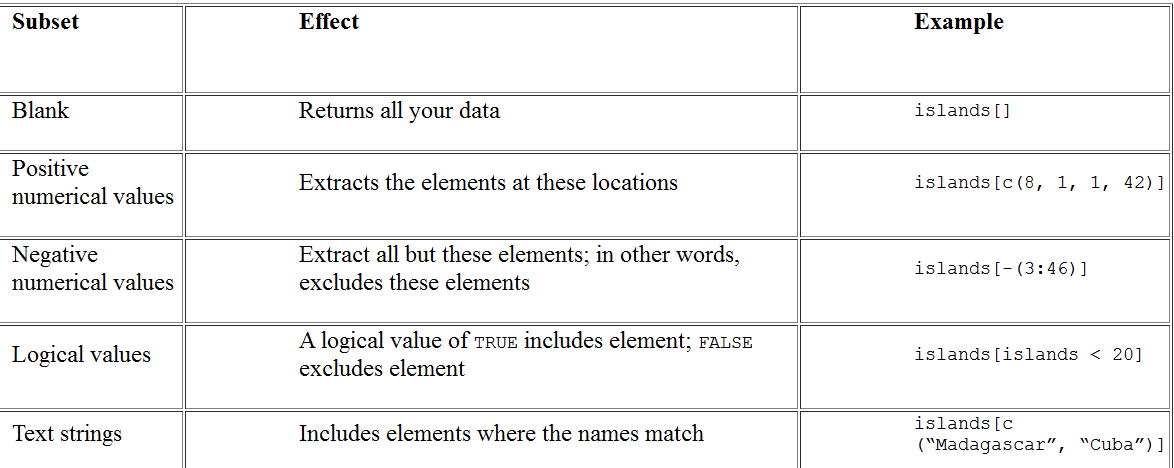 Subset Effect Example
Blank Returns all your data islands[]
Positive
numerical values
Extracts the elements at these locations islands[c(8, 1, 1, 42)]
Negative
numerical values
Extract all but these elements; in other words,
excludes these elements
islands[-(3:46)]
Logical values
A logical value of TRUE includes element; FALSE
excludes element
islands[islands < 20]
Text strings Includes elements where the names match
islands[c
(“Madagascar”, “Cuba”)]